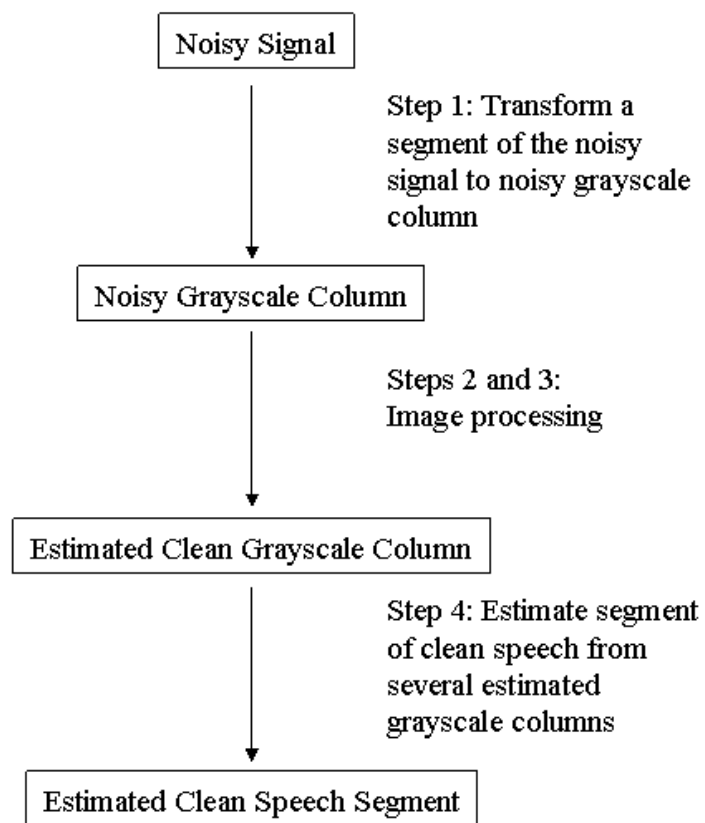 Noisy Signal
Step 1: Transform a
segment of the noisy
signal to noisy grayscale
column
Noisy Grayscale Column
Steps 2 and 3:
Image processing
Estimated Clean Grayscale Column
Step 4: Estimate segment
of clean speech from
several estimated
grayscale columns
Estimated Clean Speech Segment